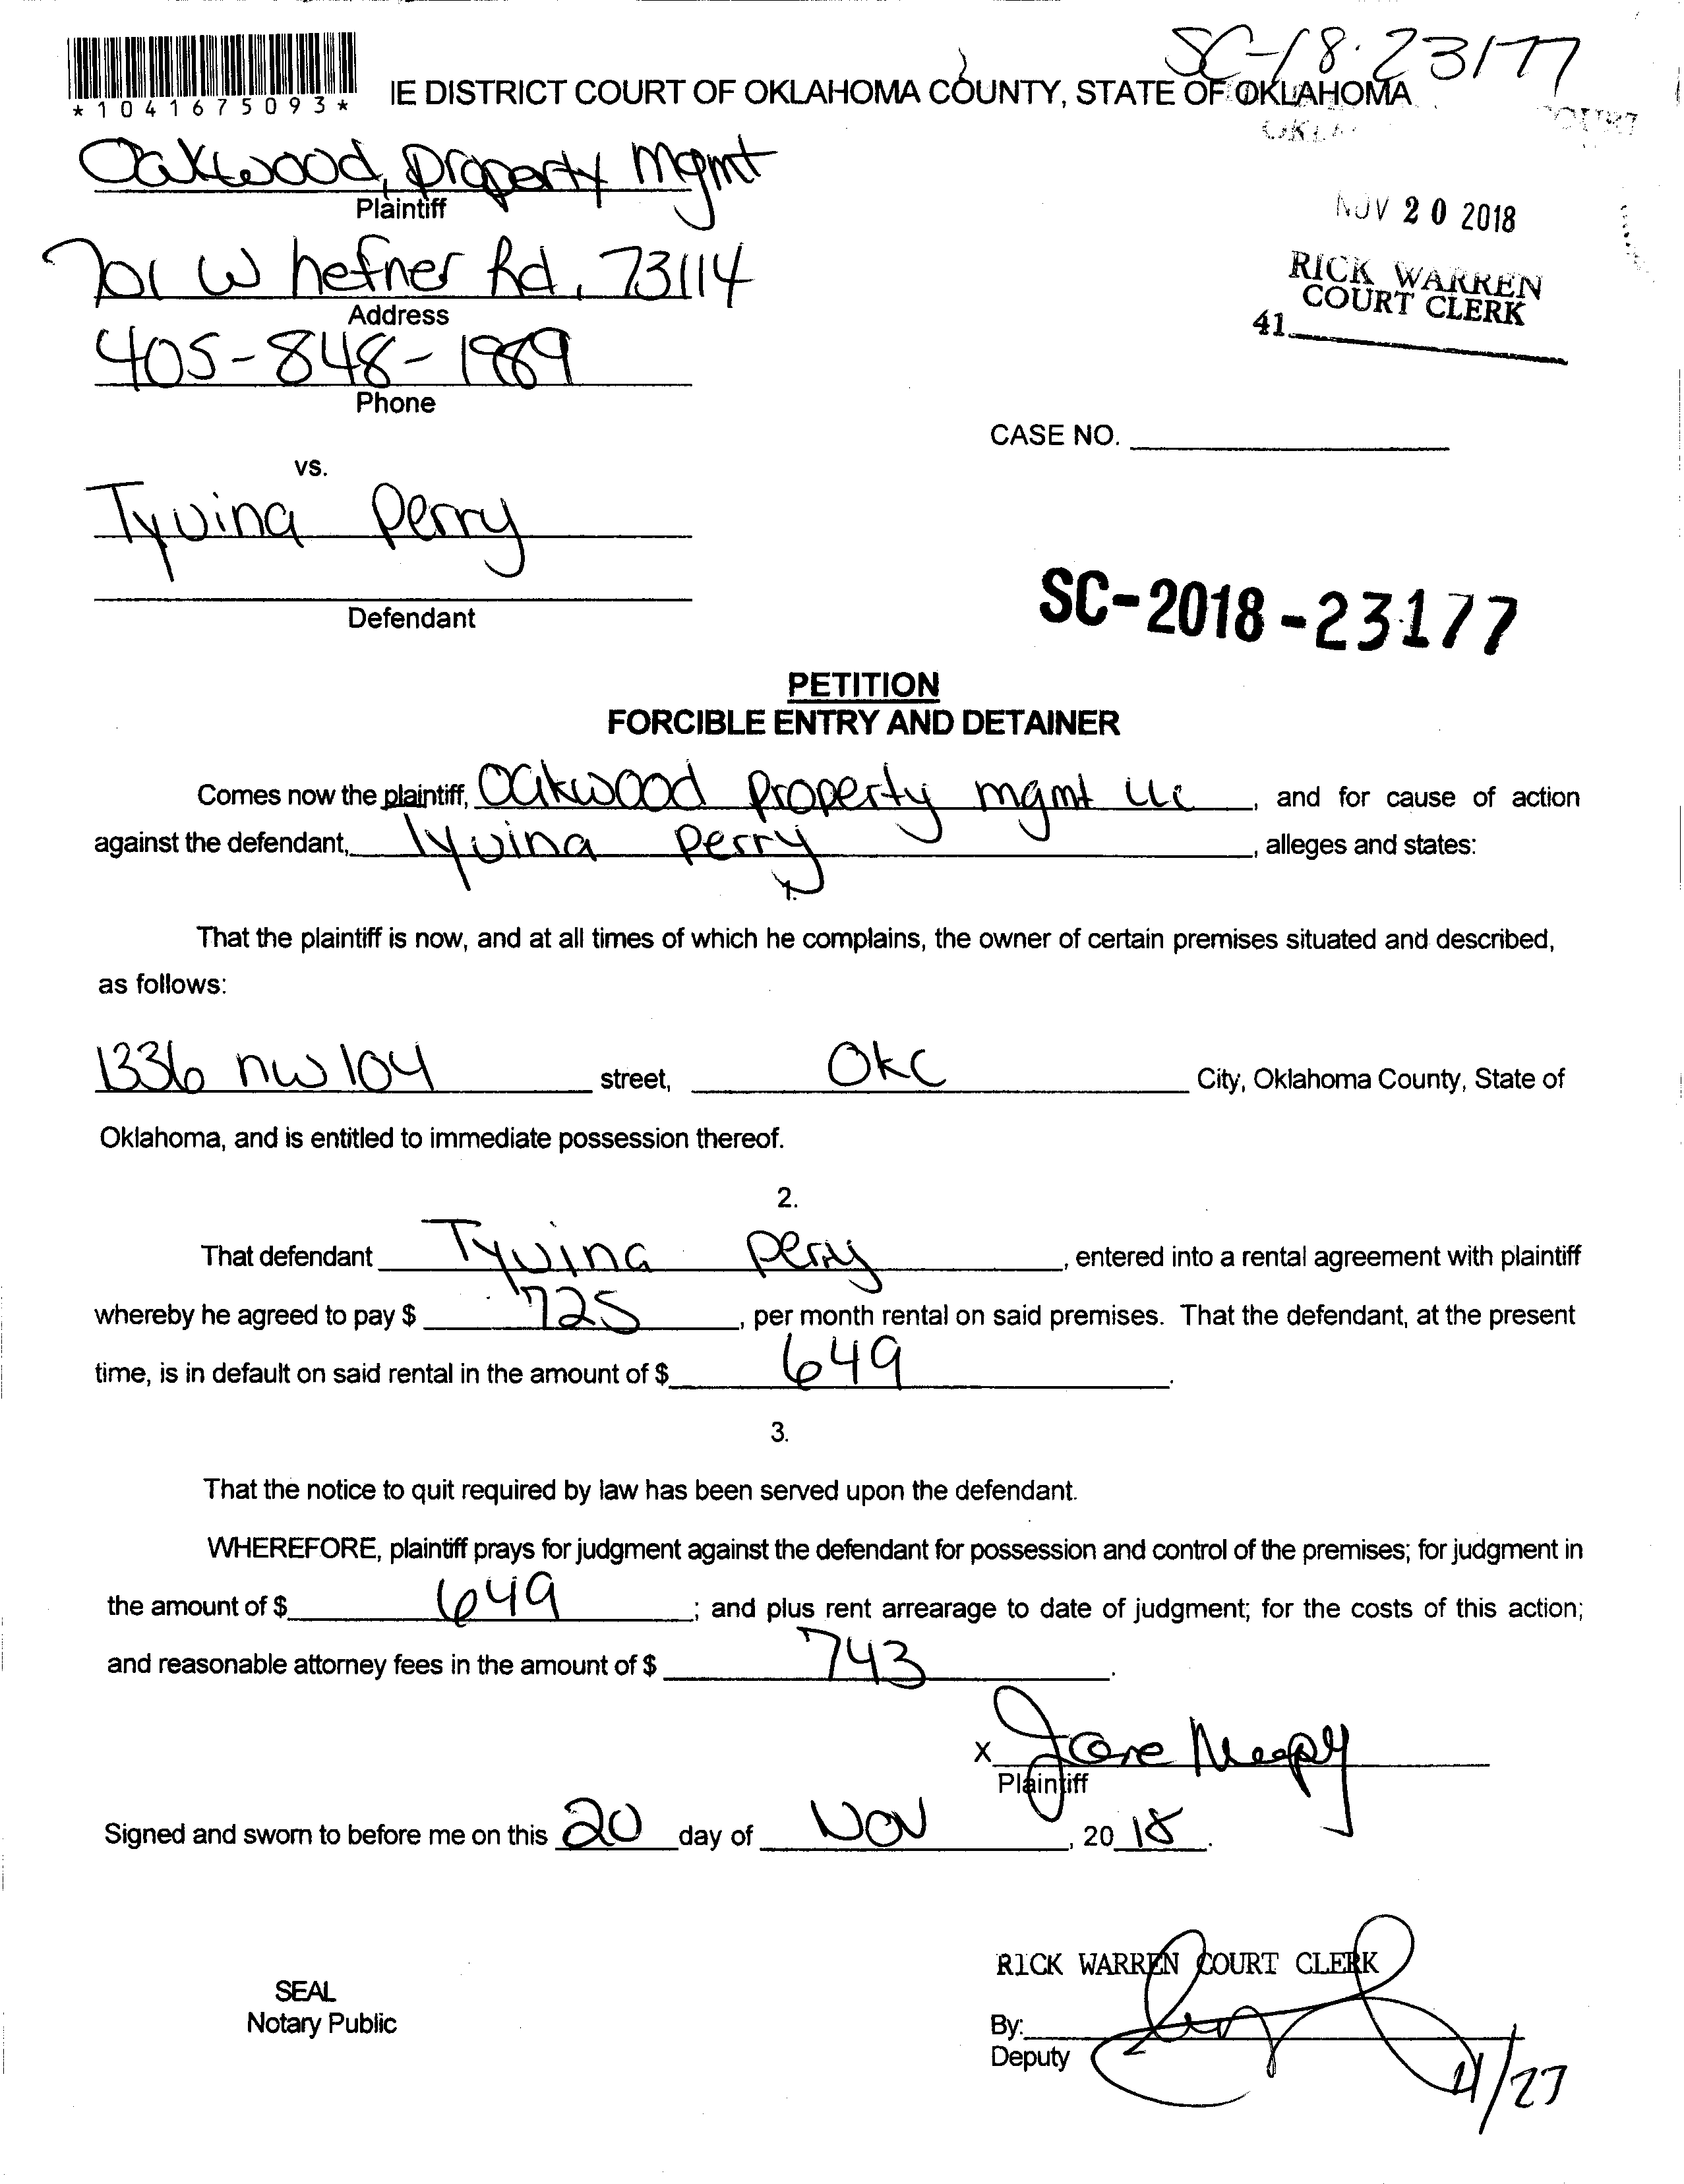 SC-18-23177
*1041675093*
IE DISTRICT COURT OF OKLAHOMA COUNTY, STATE OF OKLAHOMA
COURT
Oakwood property mgmt
Plaintiff
NOV 20 2018
701 W hefner Rd, 73114
RICK WARREN
COURT CLERK
Address
41
405-848-1989
Phone
CASE NO.
vs.
Tyvina Perry
Defendant
SC-2018-23177
PETITION
FORCIBLE ENTRY AND DETAINER
Comes now the plaintiff, Oakwood property mgmt LLC, and for cause of action
against the defendant, Tyvina Perry, alleges and states:
1.
That the plaintiff is now, and at all times of which he complains, the owner of certain premises situated and described,
as follows:
1336 nw 104 street, OKC City, Oklahoma County, State of
Oklahoma, and is entitled to immediate possession thereof.
2.
That defendant Tyvina Perry, entered into a rental agreement with plaintiff
whereby he agreed to pay $ 725, per month rental on said premises. That the defendant, at the present
time, is in default on said rental in the amount of $ 649.
3.
That the notice to quit required by law has been served upon the defendant.
WHEREFORE, plaintiff prays for judgment against the defendant for possession and control of the premises; for judgment in
the amount of $ 649; and plus rent arrearage to date of judgment; for the costs of this action;
and reasonable attorney fees in the amount of $ 743.
X
Plaintiff
Signed and sworn to before me on this 20 day of Nov, 20 18.
RICK WARREN COURT CLERK
SEAL
Notary Public
By:
Deputy
11/27